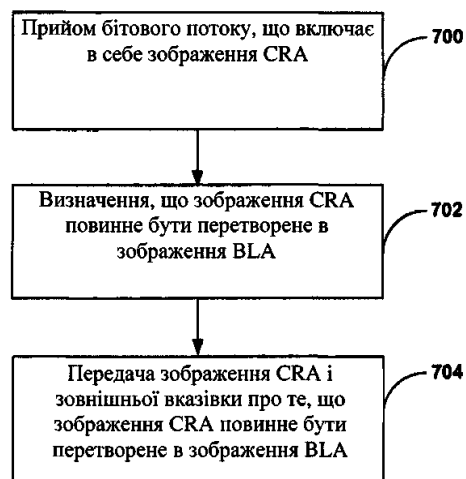 Прийом бітового потоку, що включає
в себе зображення CRA
700
Визначення, що зображення CRA
повинне бути перетворене в
зображення BLA
702
Передача зображення CRA і
зовнішньої вказівки про те, що
зображення CRA повинне бути
перетворене в зображення BLA
704